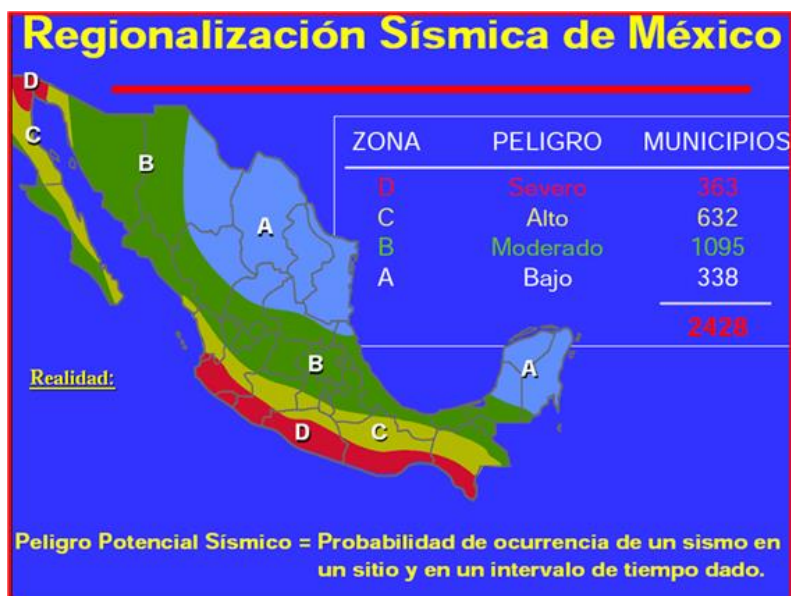 Regionalización Sísmica de México
D
C
B
A
ZONA PELIGRO MUNICIPIOS
D Severo 363
C Alto 632
B Moderado 1095
A Bajo 338
2428
A
B
Realidad:
D
C
Peligro Potencial Sísmico = Probabilidad de ocurrencia de un sismo en
un sitio y en un intervalo de tiempo dado.